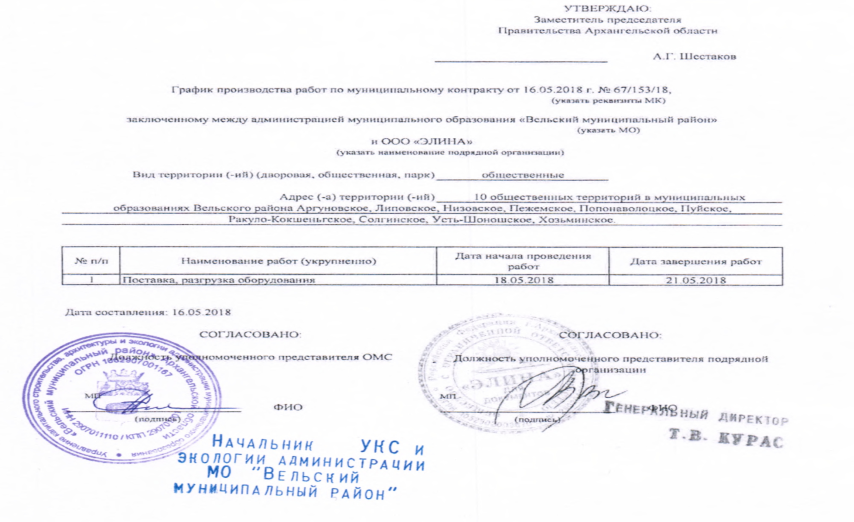 УТВЕРЖДАЮ:
Заместитель председателя
Правительства Архангельской области
А.Г. Шестаков
График производства работ по муниципальному контракту от 16.05.2018 г. № 67/153/18,
(указать реквизиты МК)
заключенному между администрацией муниципального образования «Вельский муниципальный район»
(указать МО)
и ООО «ЭЛИНА»
(указать наименование подрядной организации)
Вид территории (-ий) (дворовая, общественная, парк) общественные
Адрес (-а) территории (-ий) 10 общественных территорий в муниципальных
образованиях Вельского района Аргуновское, Липовское, Низовское, Пежемское, Попонаволоцкое, Пуйское,
Ракуло-Кокшеньгское, Солгинское, Усть-Шоношское, Хозьминское.
№ п/п Наименование работ (укрупненно) Дата начала проведения работ Дата завершения работ
1 Поставка, разгрузка оборудования 18.05.2018 21.05.2018
Дата составления: 16.05.2018
СОГЛАСОВАНО: СОГЛАСОВАНО:
Должность уполномоченного представителя ОМС Должность уполномоченного представителя подрядной
организации
МП МП
ФИО ФИО
(подпись) (подпись)
ГЕНЕРАЛЬНЫЙ ДИРЕКТОР
Т.В. КУРАС
НАЧАЛЬНИК УКС И
ЭКОЛОГИИ АДМИНИСТРАЦИИ
МО "ВЕЛЬСКИЙ
МУНИЦИПАЛЬНЫЙ РАЙОН"
«ЭЛИНА»